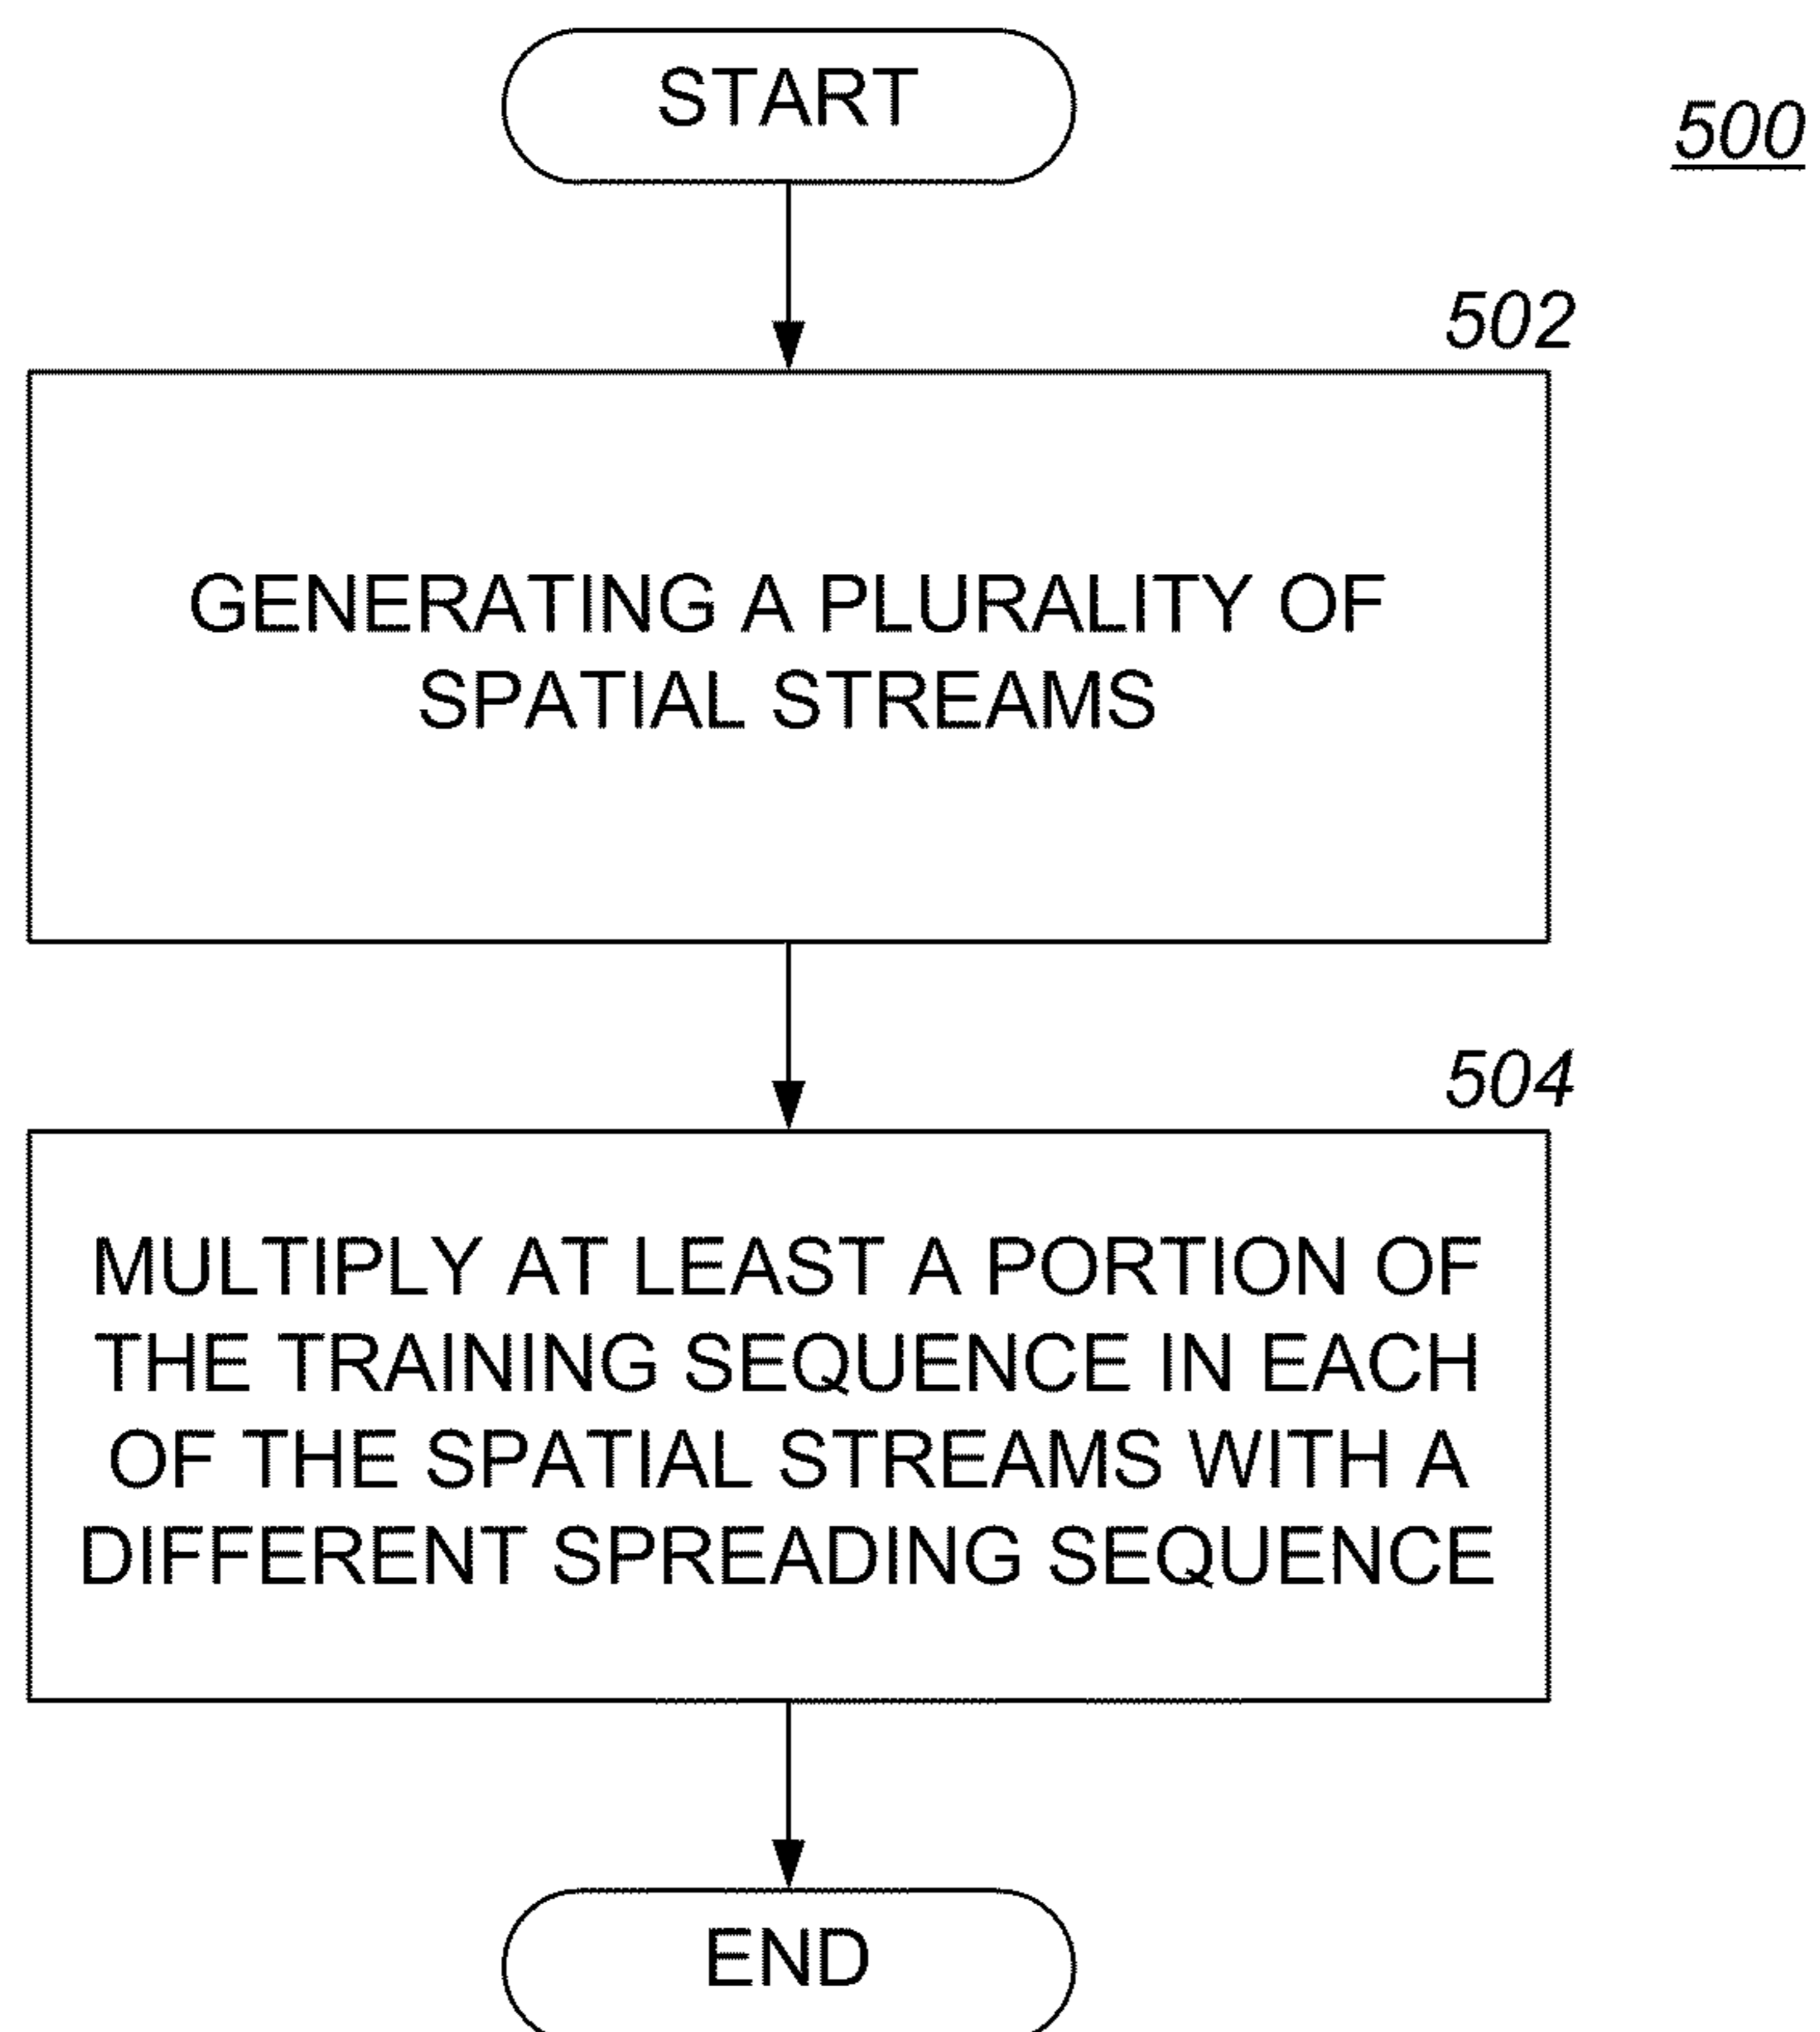 START
500
502
GENERATING A PLURALITY OF
SPATIAL STREAMS
504
MULTIPLY AT LEAST A PORTION OF
THE TRAINING SEQUENCE IN EACH
OF THE SPATIAL STREAMS WITH A
DIFFERENT SPREADING SEQUENCE
END